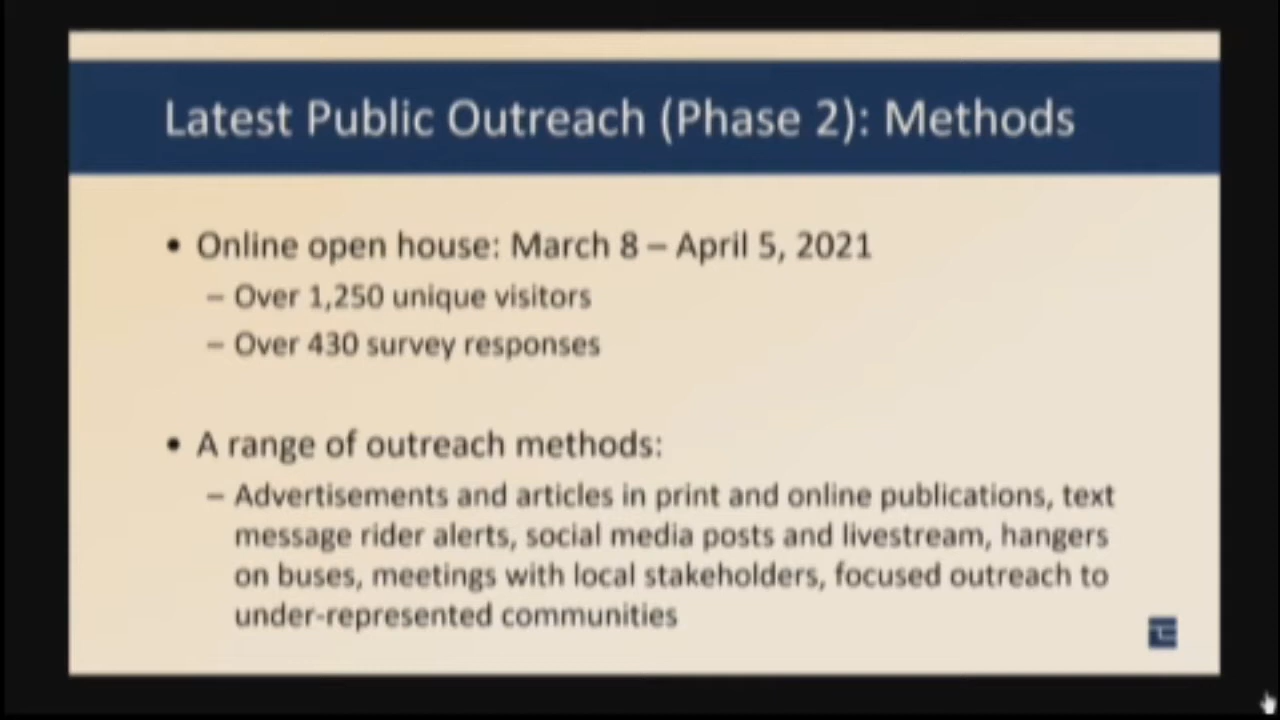 Latest Public Outreach (Phase 2): Methods
• Online open house: March 8 – April 5, 2021
– Over 1,250 unique visitors
– Over 430 survey responses
• A range of outreach methods:
– Advertisements and articles in print and online publications, text
message rider alerts, social media posts and livestream, hangers
on buses, meetings with local stakeholders, focused outreach to
under-represented communities